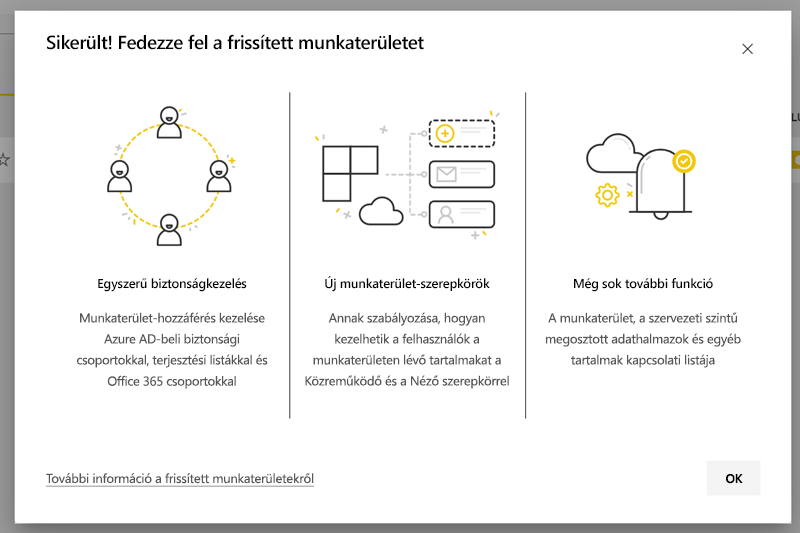 Sikerült! Fedezze fel a frissített munkaterületet
Egyszerű biztonságkezelés
Munkaterület-hozzáférés kezelése
Azure AD-beli biztonsági
csoportokkal, terjesztési listákkal és
Office 365 csoportokkal
Új munkaterület-szerepkörök
Annak szabályozása, hogyan
kezelhetik a felhasználók a
munkaterületen lévő tartalmakat a
Közreműködő és a Néző szerepkörrel
Még sok további funkció
A munkaterület, a szervezeti szintű
megosztott adathalmazok és egyéb
tartalmak kapcsolati listája
További információ a frissített munkaterületekről
OK